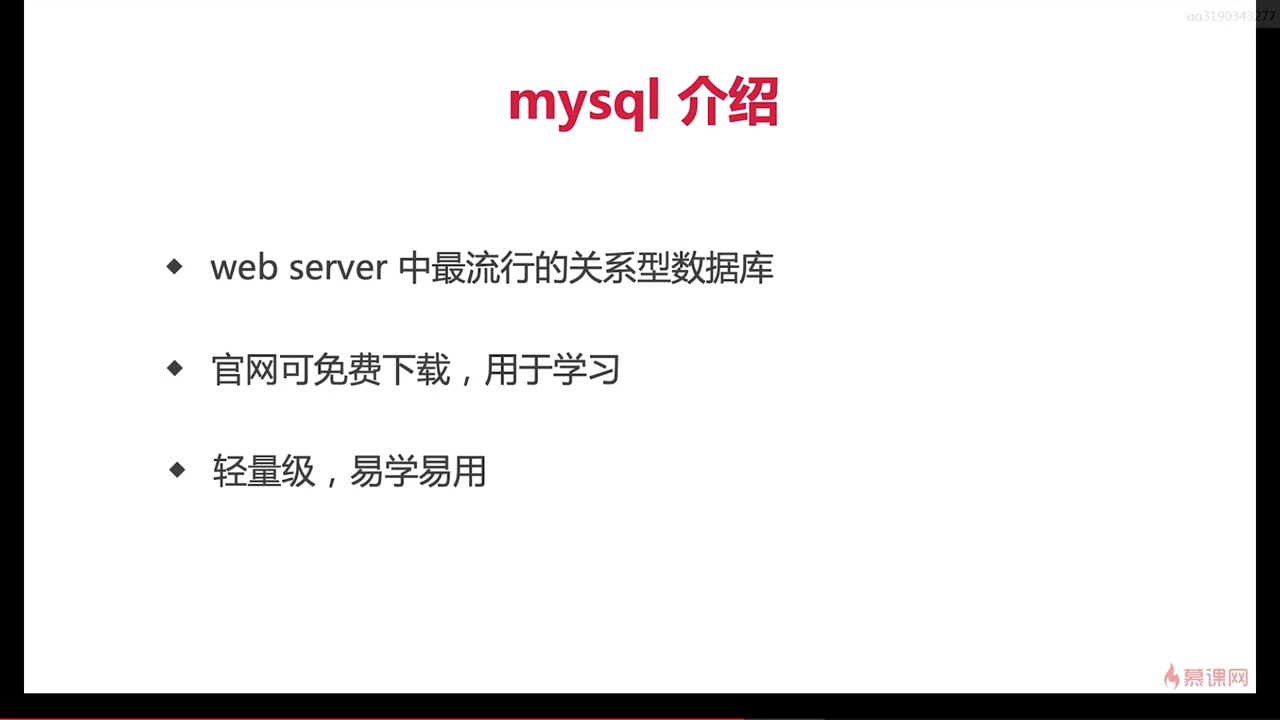 qq3190343277
mysql 介绍
web server 中最流行的关系型数据库
官网可免费下载，用于学习
轻量级，易学易用
慕课网